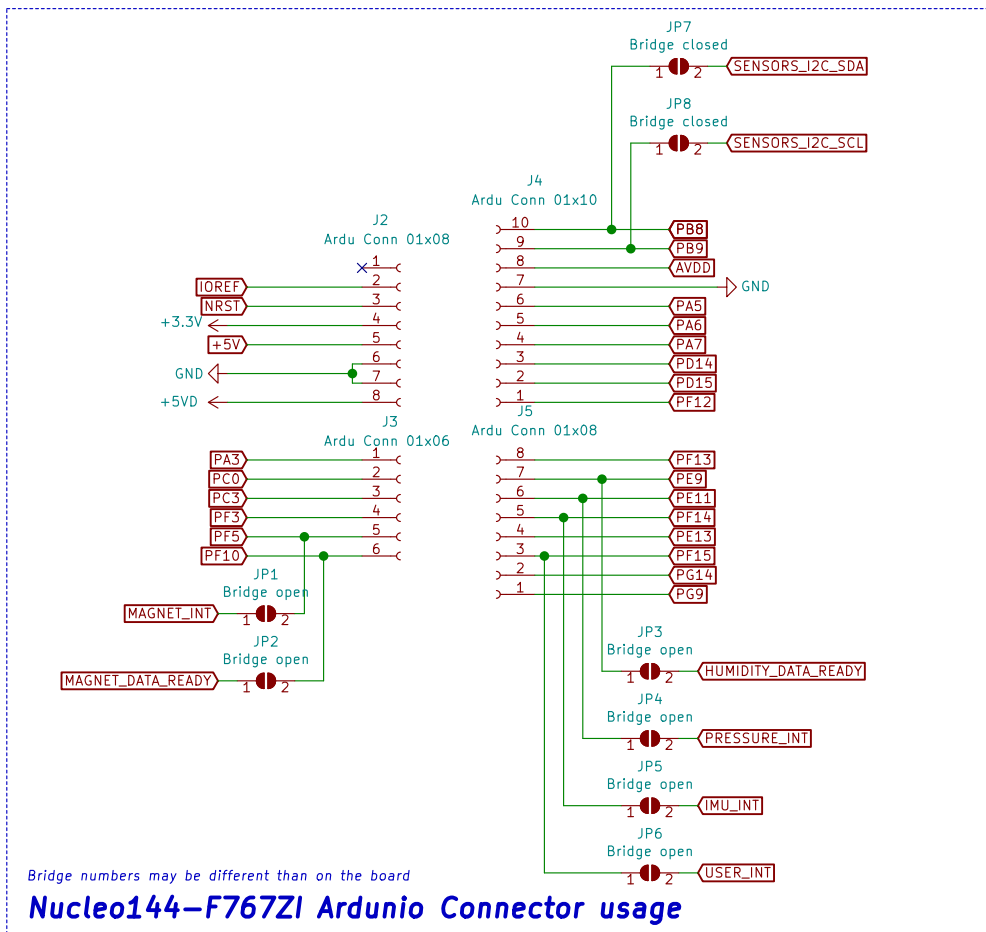 JP7
Bridge closed
1 2 SENSORS_I2C_SDA
JP8
Bridge closed
1 2 SENSORS_I2C_SCL
J4
Ardu Conn 01x10
10 PB8
9 PB9
8 AVDD
7 GND
6 PA5
5 PA6
4 PA7
3 PD14
2 PD15
1 PF12
J2
Ardu Conn 01x08
1
IOREF 2
NRST 3
+3.3V 4
+5V 5
6
GND
7
+5VD 8
J3
Ardu Conn 01x06
PA3 1
PC0 2
PC3 3
PF3 4
PF5 5
PF10 6
J5
Ardu Conn 01x08
8 PF13
7 PE9
6 PE11
5 PF14
4 PE13
3 PF15
2 PG14
1 PG9
JP1
Bridge open
MAGNET_INT 1 2
JP2
Bridge open
MAGNET_DATA_READY 1 2
JP3
Bridge open
1 2 HUMIDITY_DATA_READY
JP4
Bridge open
1 2 PRESSURE_INT
JP5
Bridge open
1 2 IMU_INT
JP6
Bridge open
1 2 USER_INT
Bridge numbers may be different than on the board
Nucleo144-F767ZI Ardunio Connector usage